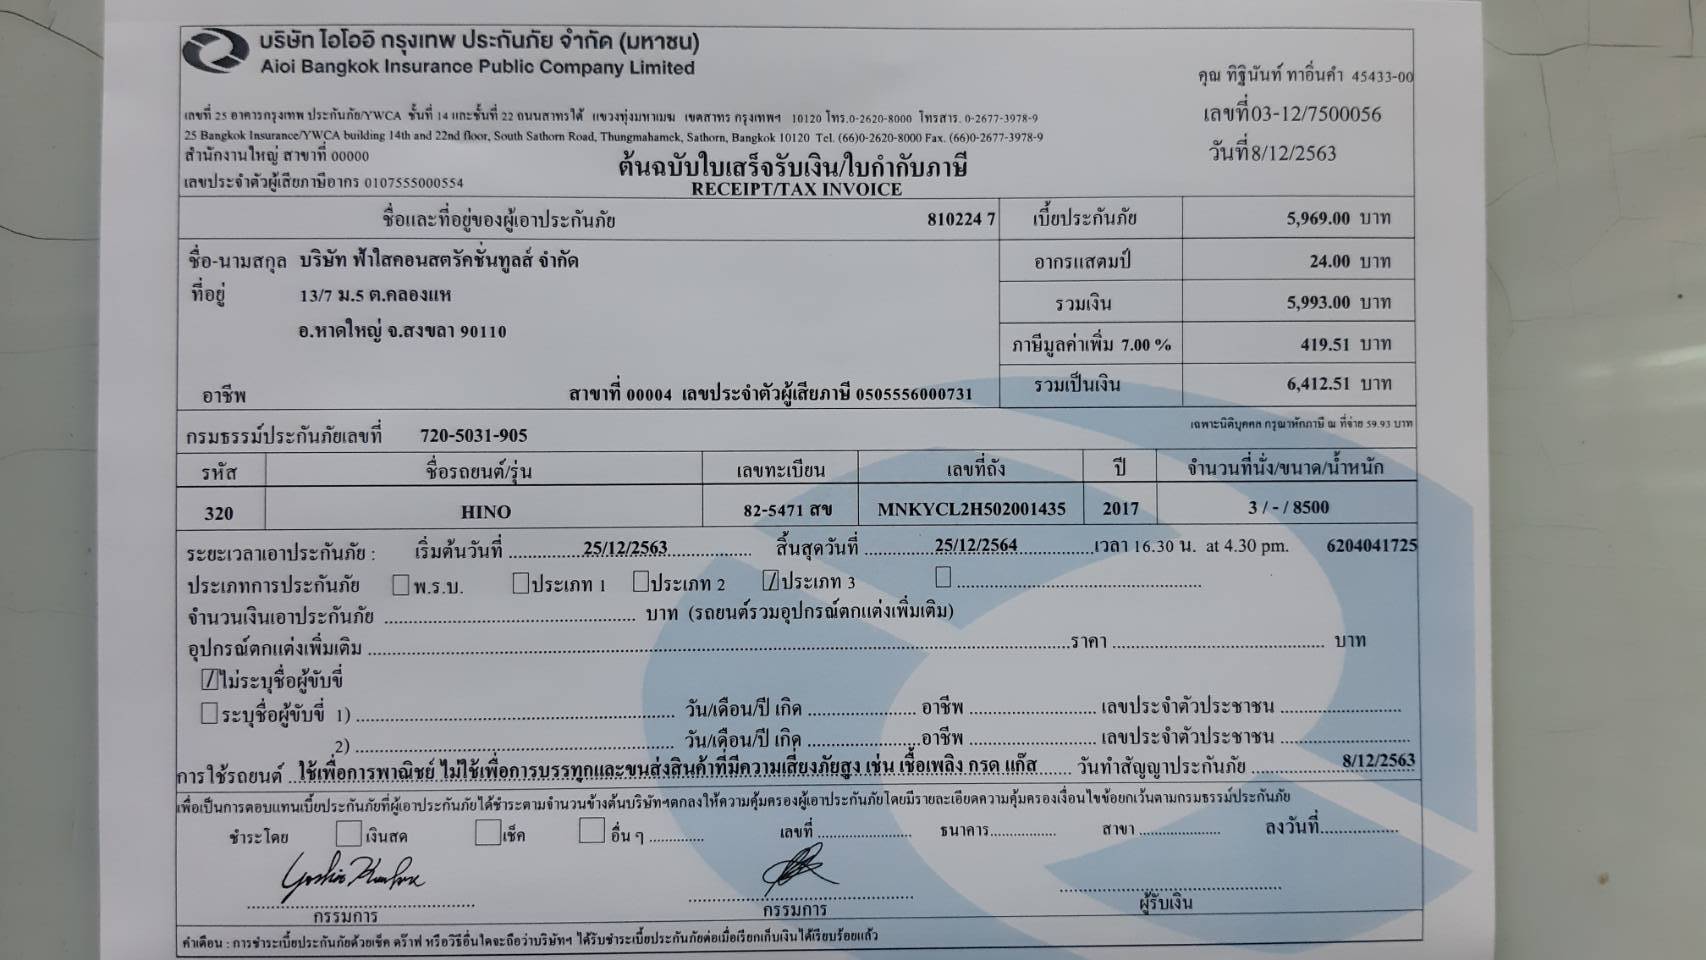 บริษัท ไอโออิ กรุงเทพ ประกันภัย จำกัด (มหาชน)
Aioi Bangkok Insurance Public Company Limited
คุณ ทิฐินันท์ ทาอิ่นคำ 45433-00
เลขที่03-12/7500056
วันที่8/12/2563
เลขที่ 25 อาคารกรุงเทพ ประกันภัย/YWCA ชั้นที่ 14 และชั้นที่ 22 ถนนสาทรใต้ แขวงทุ่งมหาเมฆ เขตสาทร กรุงเทพฯ 10120 โทร.0-2620-8000 โทรสาร. 0-2677-3978-9
25 Bangkok Insurance/YWCA building 14th and 22nd floor, South Sathorn Road, Thungmahamek, Sathorn, Bangkok 10120 Tel. (66)0-2620-8000 Fax. (66)0-2677-3978-9
สำนักงานใหญ่ สาขาที่ 00000
เลขประจำตัวผู้เสียภาษีอากร 0107555000554
ต้นฉบับใบเสร็จรับเงิน/ใบกำกับภาษี
RECEIPT/TAX INVOICE
ชื่อและที่อยู่ของผู้เอาประกันภัย 810224 7 เบี้ยประกันภัย 5,969.00 บาท
ชื่อ-นามสกุล บริษัท ฟ้าใสคอนสตรัคชั่นทูลส์ จำกัด อากรแสตมป์ 24.00 บาท
ที่อยู่ 13/7 ม.5 ต.คลองแห รวมเงิน 5,993.00 บาท
อ.หาดใหญ่ จ.สงขลา 90110 ภาษีมูลค่าเพิ่ม 7.00 % 419.51 บาท
อาชีพ สาขาที่ 00004 เลขประจำตัวผู้เสียภาษี 0505556000731 รวมเป็นเงิน 6,412.51 บาท
เฉพาะนิติบุคคล กรุณาหักภาษี ณ ที่จ่าย 59.93 บาท
กรมธรรม์ประกันภัยเลขที่ 720-5031-905
รหัส ชื่อรถยนต์/รุ่น เลขทะเบียน เลขที่ถัง ปี จำนวนที่นั่ง/ขนาด/น้ำหนัก
320 HINO 82-5471 สข MNKYCL2H502001435 2017 3 / - / 8500
ระยะเวลาเอาประกันภัย : เริ่มต้นวันที่ 25/12/2563 สิ้นสุดวันที่ 25/12/2564 เวลา 16.30 น. at 4.30 pm. 6204041725
ประเภทการประกันภัย พ.ร.บ. ประเภท 1 ประเภท 2 / ประเภท 3
จำนวนเงินเอาประกันภัย บาท (รถยนต์รวมอุปกรณ์ตกแต่งเพิ่มเติม)
อุปกรณ์ตกแต่งเพิ่มเติม ราคา บาท
/ ไม่ระบุชื่อผู้ขับขี่
ระบุชื่อผู้ขับขี่ 1) วัน/เดือน/ปี เกิด อาชีพ เลขประจำตัวประชาชน
2) วัน/เดือน/ปี เกิด อาชีพ เลขประจำตัวประชาชน
การใช้รถยนต์ ใช้เพื่อการพาณิชย์ ไม่ใช้เพื่อการบรรทุกและขนส่งสินค้าที่มีความเสี่ยงภัยสูง เช่น เชื้อเพลิง กรด แก๊ส วันทำสัญญาประกันภัย 8/12/2563
เพื่อเป็นการตอบแทนเบี้ยประกันภัยที่ผู้เอาประกันภัยได้ชำระตามจำนวนข้างต้นบริษัทฯตกลงให้ความคุ้มครองผู้เอาประกันภัยโดยมีรายละเอียดความคุ้มครองเงื่อนไขข้อยกเว้นตามกรมธรรม์ประกันภัย
ชำระโดย เงินสด เช็ค อื่น ๆ เลขที่ ธนาคาร สาขา ลงวันที่
กรรมการ กรรมการ ผู้รับเงิน
คำเตือน : การชำระเบี้ยประกันภัยด้วยเช็ค ดร๊าฟ หรือวิธีอื่นใดจะถือว่าบริษัทฯ ได้รับชำระเบี้ยประกันภัยต่อเมื่อเรียกเก็บเงินได้เรียบร้อยแล้ว